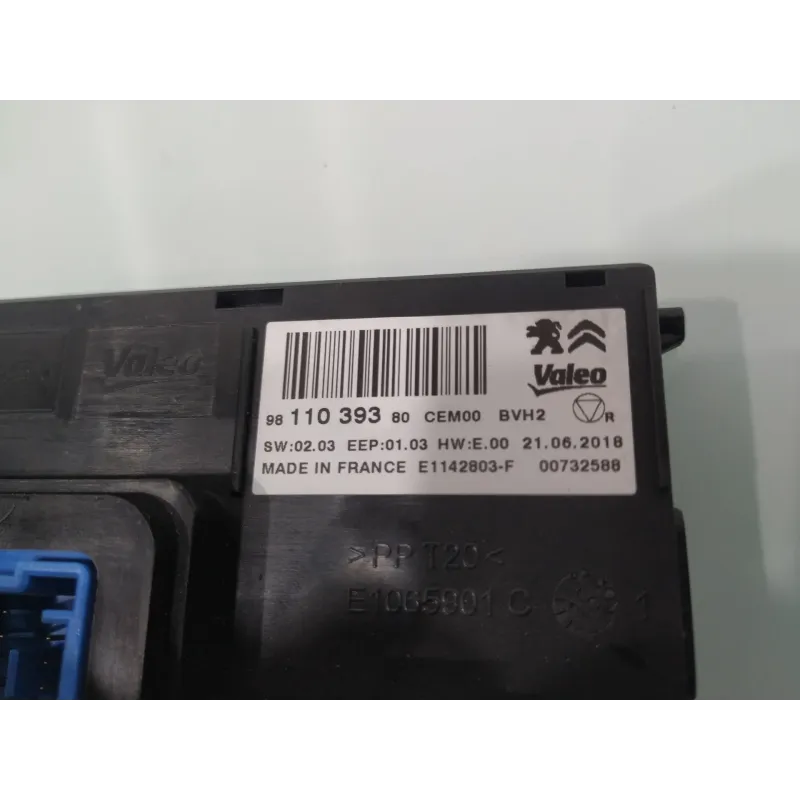 Valeo
Valeo
98 110 393 80 CEM00 BVH2 R
SW:02.03 EEP:01.03 HW:E.00 21.06.2018
MADE IN FRANCE E1142803-F 00732588
>PP T20<
E1065901 C 1